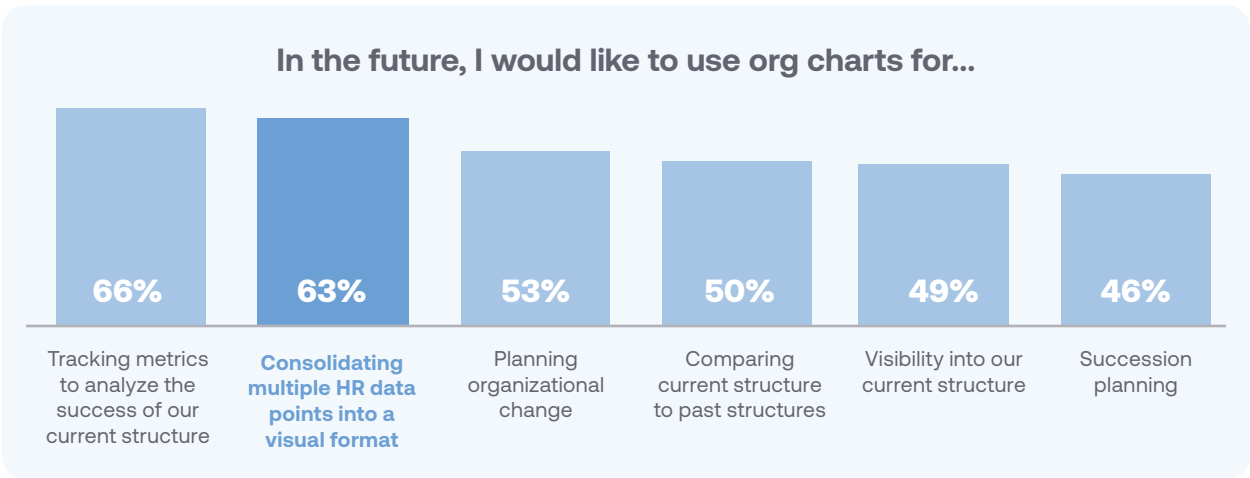 In the future, I would like to use org charts for...
66%
63%
53%
50%
49%
46%
Tracking metrics
to analyze the
success of our
current structure
Consolidating
multiple HR data
points into a
visual format
Planning
organizational
change
Comparing
current structure
to past structures
Visibility into our
current structure
Succession
planning